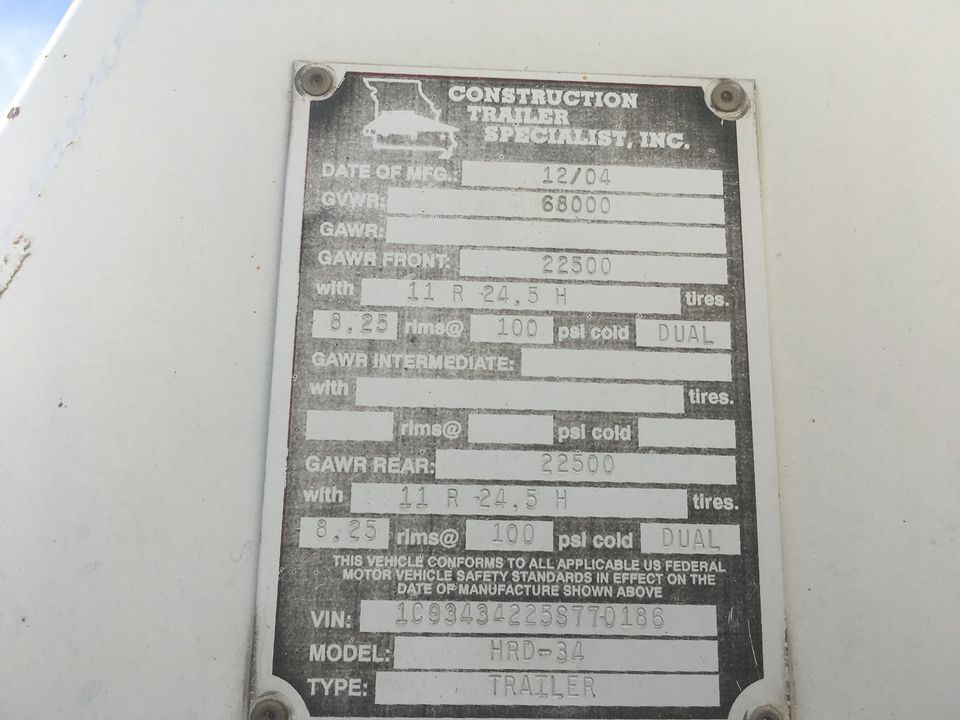 CONSTRUCTION
TRAILER
SPECIALIST, INC.
DATE OF MFG.: 12/04
GVWR: 68000
GAWR:
GAWR FRONT: 22500
with 11 R 24.5 H tires.
8.25 rims@ 100 psi cold DUAL
GAWR INTERMEDIATE:
with tires.
rims@ psi cold
GAWR REAR: 22500
with 11 R 24.5 H tires.
8.25 rims@ 100 psi cold DUAL
THIS VEHICLE CONFORMS TO ALL APPLICABLE US FEDERAL
MOTOR VEHICLE SAFETY STANDARDS IN EFFECT ON THE
DATE OF MANUFACTURE SHOWN ABOVE
VIN: 1C93434225S770186
MODEL: HRD-34
TYPE: TRAILER